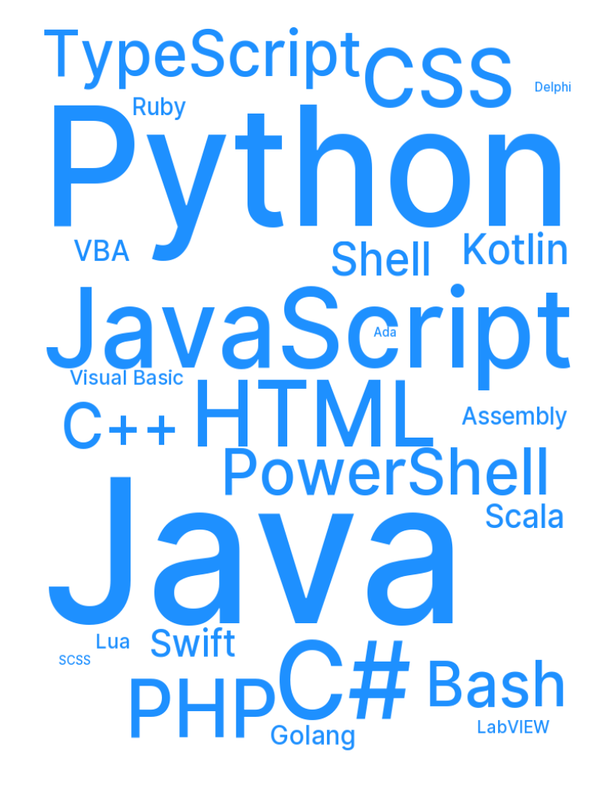 TypeScript
CSS
Delphi
Ruby
Python
VBA
Shell
Kotlin
JavaScript
Ada
Visual Basic
C++
HTML
Assembly
PowerShell
Scala
Java
Lua
Swift
SCSS
C#
Bash
PHP
LabVIEW
Golang